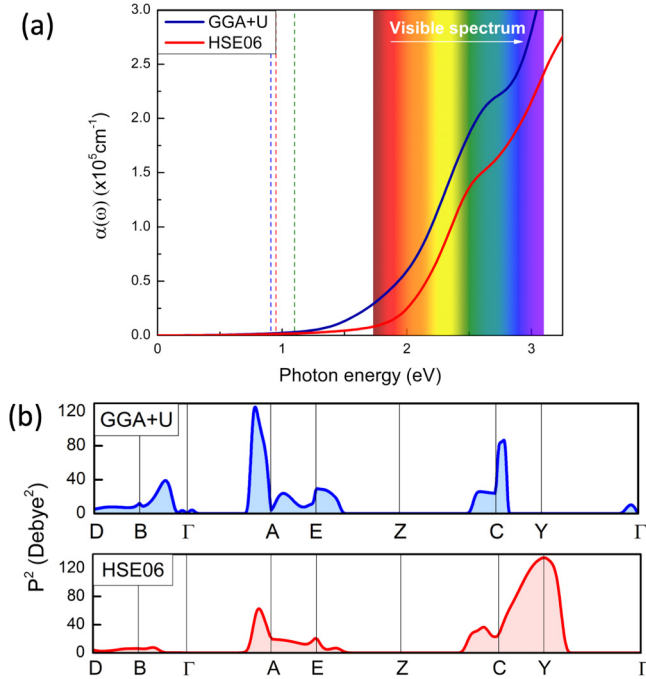 (a)
GGA+U
HSE06
Visible spectrum
3.0
2.5
2.0
1.5
1.0
0.5
0.0
α(ω) (x10⁵cm⁻¹)
0 1 2 3
Photon energy (eV)
(b)
GGA+U
120
80
40
0
D B Γ A E Z C Y Γ
P² (Debye²)
HSE06
120
80
40
0
D B Γ A E Z C Y Γ